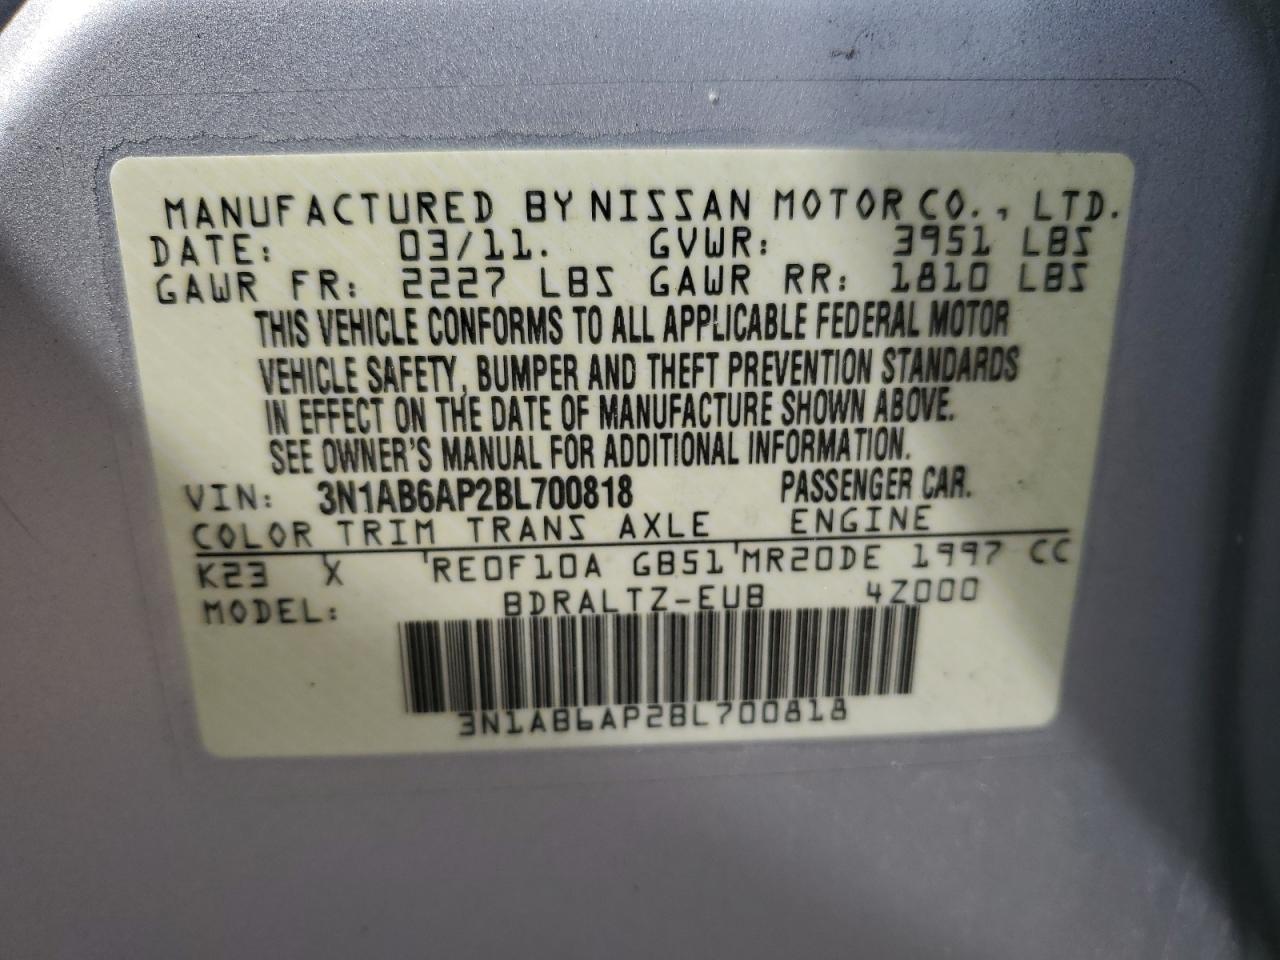 MANUFACTURED BY NISSAN MOTOR CO., LTD.
DATE: 03/11. GVWR: 3951 LBS
GAWR FR: 2227 LBS GAWR RR: 1810 LBS
THIS VEHICLE CONFORMS TO ALL APPLICABLE FEDERAL MOTOR
VEHICLE SAFETY, BUMPER AND THEFT PREVENTION STANDARDS
IN EFFECT ON THE DATE OF MANUFACTURE SHOWN ABOVE.
SEE OWNER'S MANUAL FOR ADDITIONAL INFORMATION.
VIN: 3N1AB6AP2BL700818 PASSENGER CAR.
COLOR TRIM TRANS AXLE ENGINE
K23 X RE0F10A GB51 MR20DE 1997 CC
MODEL: BDRALTZ-EUB 4Z000
3N1AB6AP2BL700818